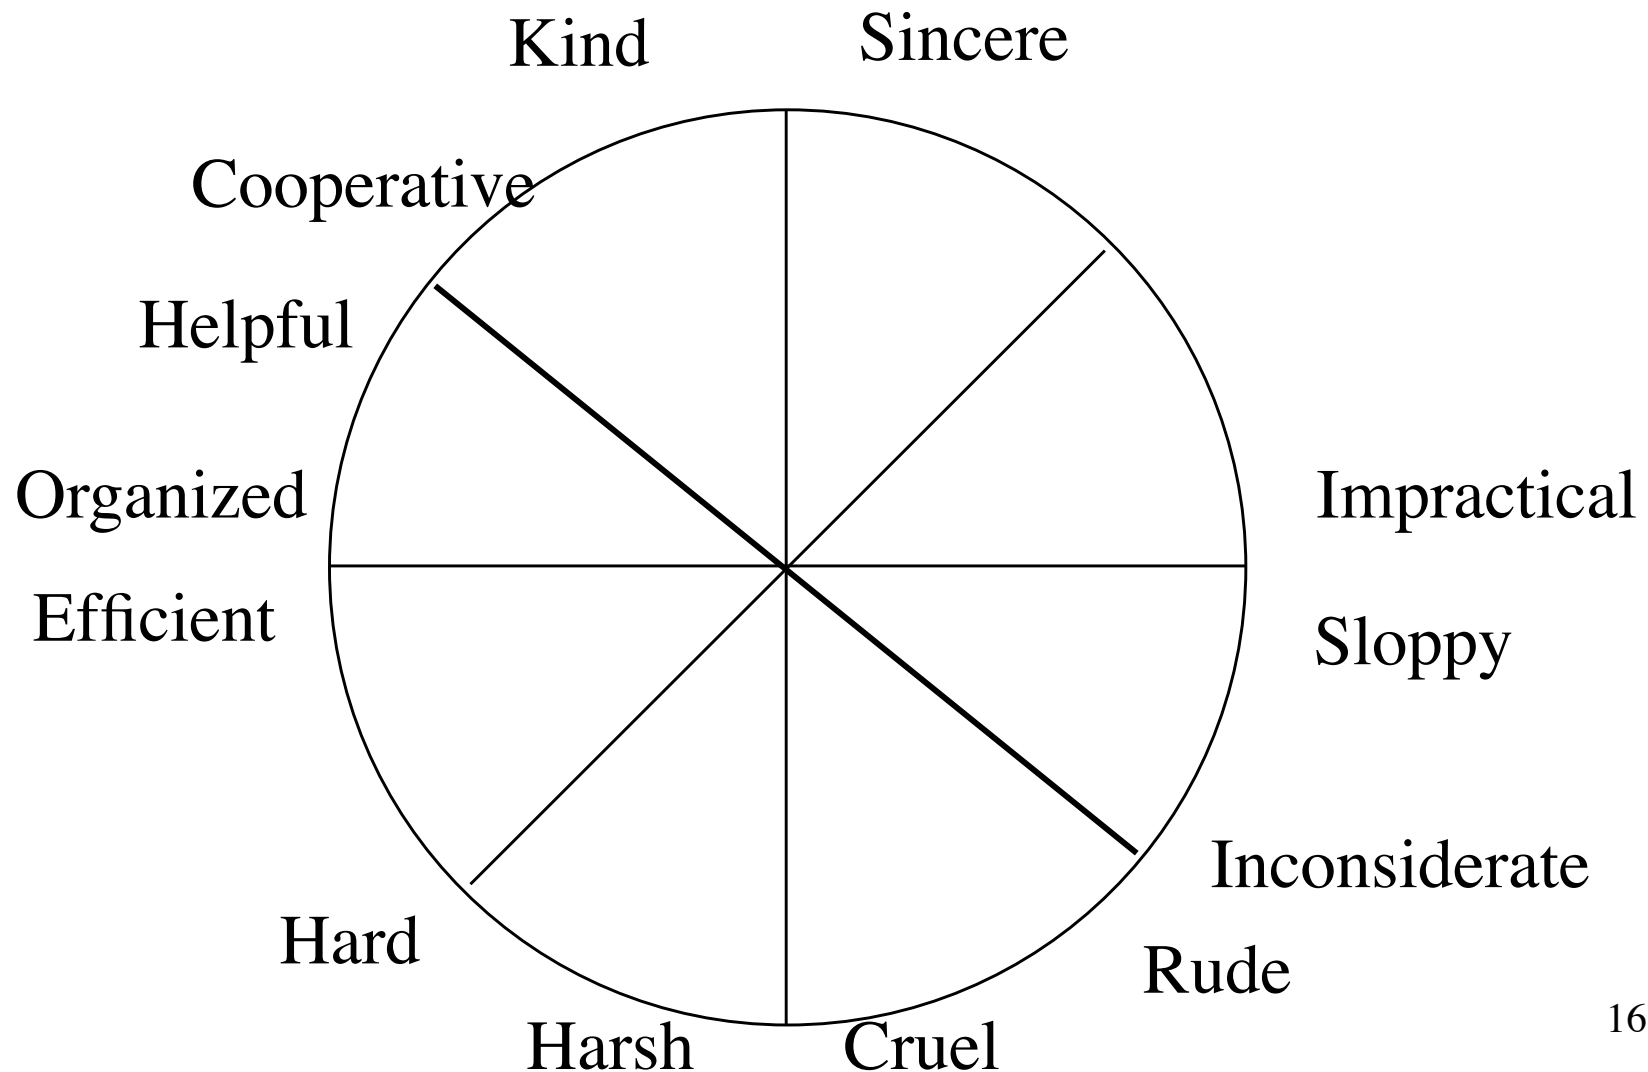 Kind
Sincere
Cooperative
Helpful
Organized
Impractical
Efficient
Sloppy
Inconsiderate
Hard
Rude
Harsh
Cruel
16